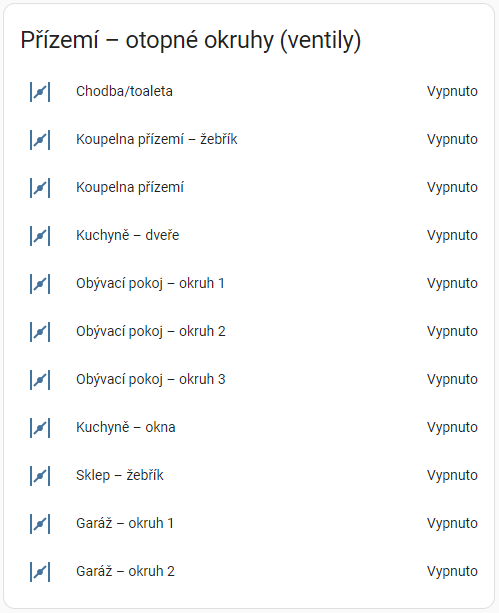 Přízemí – otopné okruhy (ventily)
Chodba/toaleta Vypnuto
Koupelna přízemí – žebřík Vypnuto
Koupelna přízemí Vypnuto
Kuchyně – dveře Vypnuto
Obývací pokoj – okruh 1 Vypnuto
Obývací pokoj – okruh 2 Vypnuto
Obývací pokoj – okruh 3 Vypnuto
Kuchyně – okna Vypnuto
Sklep – žebřík Vypnuto
Garáž – okruh 1 Vypnuto
Garáž – okruh 2 Vypnuto